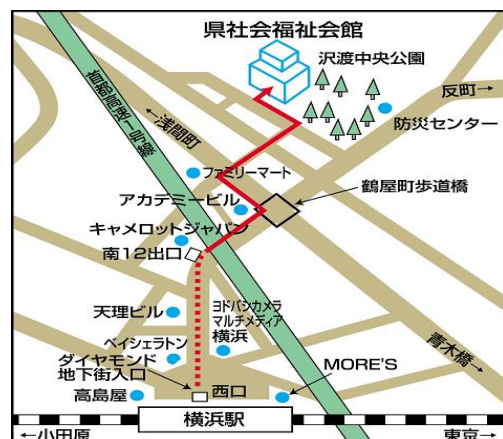 県社会福祉会館
沢渡中央公園
反町→
防災センター
首都高速1号線
←浅間町
ファミリーマート
アカデミービル
鶴屋町歩道橋
キャメロットジャパン
南12出口
天理ビル
ヨドバシカメラ
マルチメディア
横浜
青木橋→
ベイシェラトン
ダイヤモンド
地下街入口
MORE'S
高島屋
西口
横浜駅
←小田原
東京→